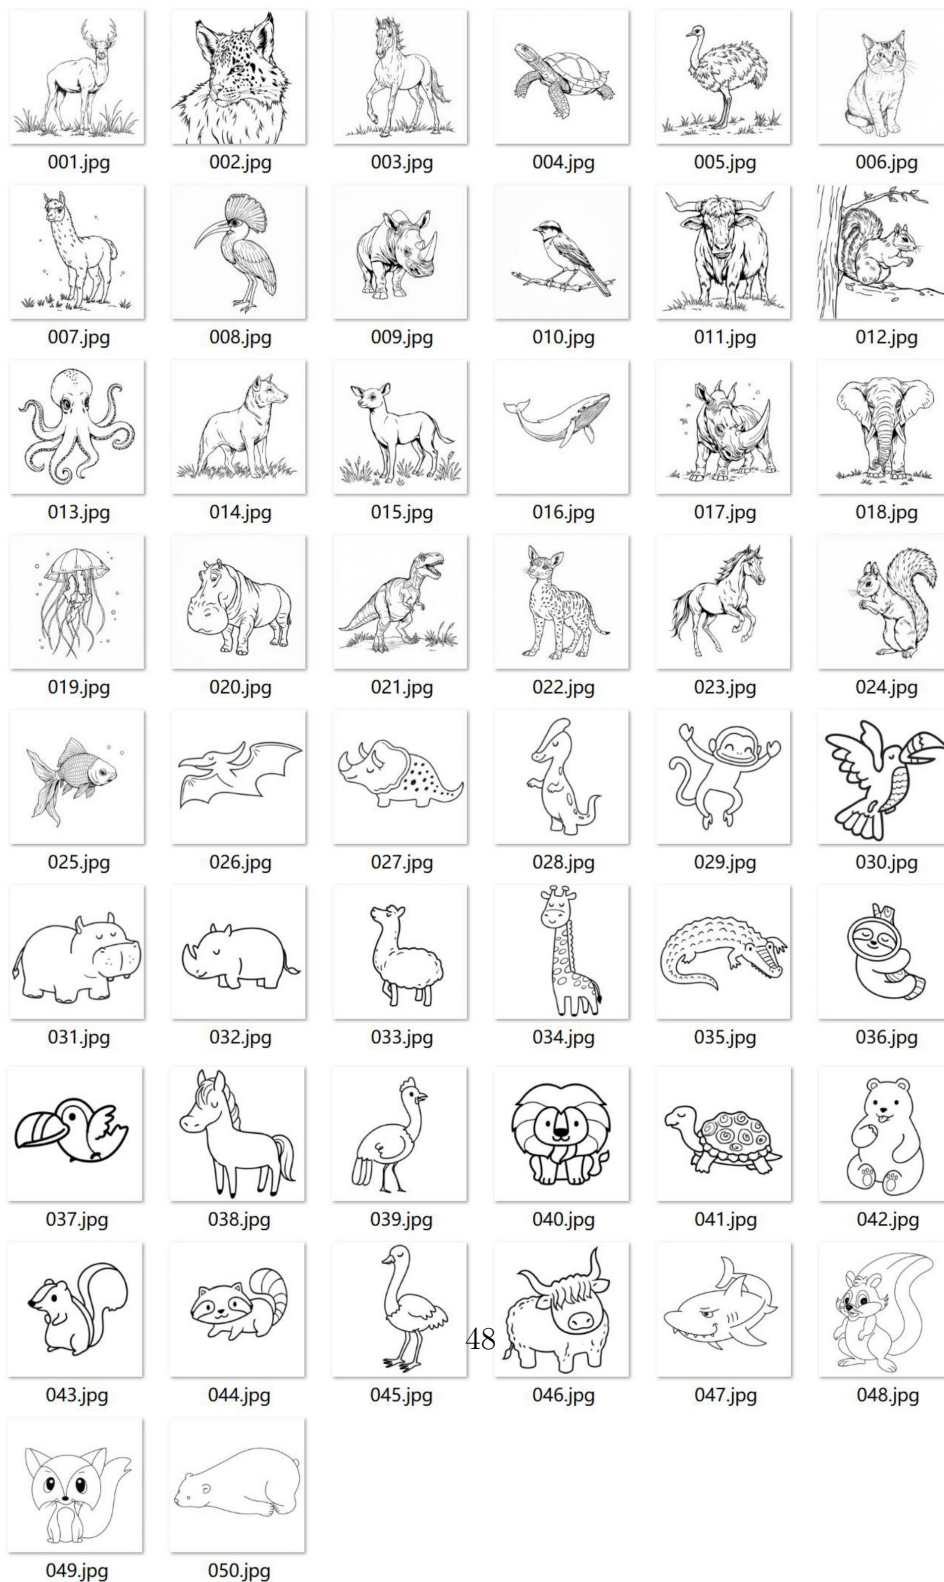 001.jpg 002.jpg 003.jpg 004.jpg 005.jpg 006.jpg
007.jpg 008.jpg 009.jpg 010.jpg 011.jpg 012.jpg
013.jpg 014.jpg 015.jpg 016.jpg 017.jpg 018.jpg
019.jpg 020.jpg 021.jpg 022.jpg 023.jpg 024.jpg
025.jpg 026.jpg 027.jpg 028.jpg 029.jpg 030.jpg
031.jpg 032.jpg 033.jpg 034.jpg 035.jpg 036.jpg
037.jpg 038.jpg 039.jpg 040.jpg 041.jpg 042.jpg
48
043.jpg 044.jpg 045.jpg 046.jpg 047.jpg 048.jpg
049.jpg 050.jpg